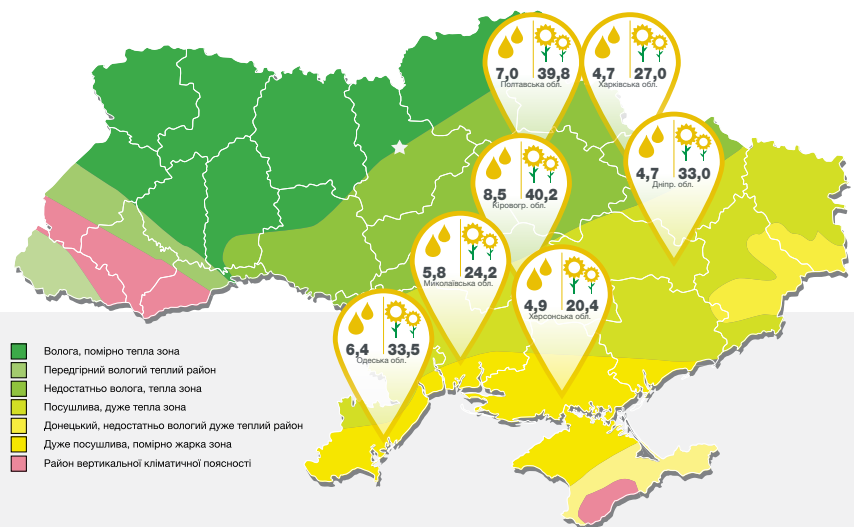 7,0 39,8
Полтавська обл.
4,7 27,0
Харківська обл.
4,7 33,0
Дніпр. обл.
8,5 40,2
Кіровогр. обл.
5,8 24,2
Миколаївська обл.
4,9 20,4
Херсонська обл.
6,4 33,5
Одеська обл.
Волога, помірно тепла зона
Передгірний вологий теплий район
Недостатньо волога, тепла зона
Посушлива, дуже тепла зона
Донецький, недостатньо вологий дуже теплий район
Дуже посушлива, помірно жарка зона
Район вертикальної кліматичної поясності